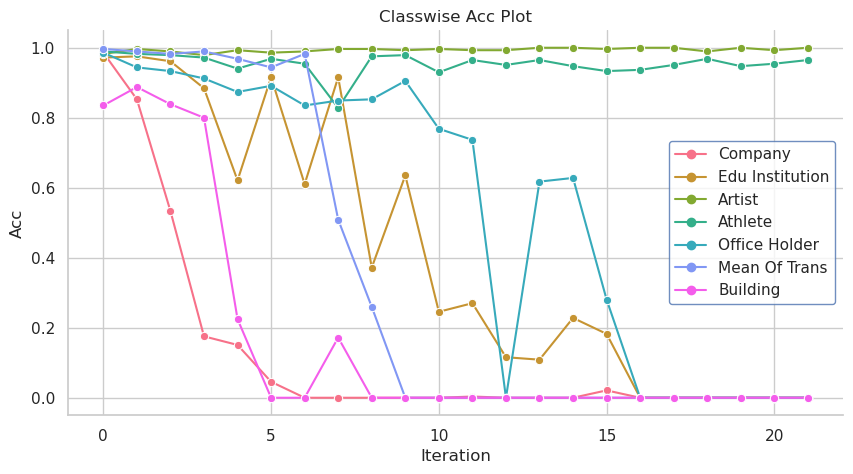 Classwise Acc Plot
1.0
0.8
0.6
0.4
0.2
0.0
Acc
Company
Edu Institution
Artist
Athlete
Office Holder
Mean Of Trans
Building
0 5 10 15 20
Iteration